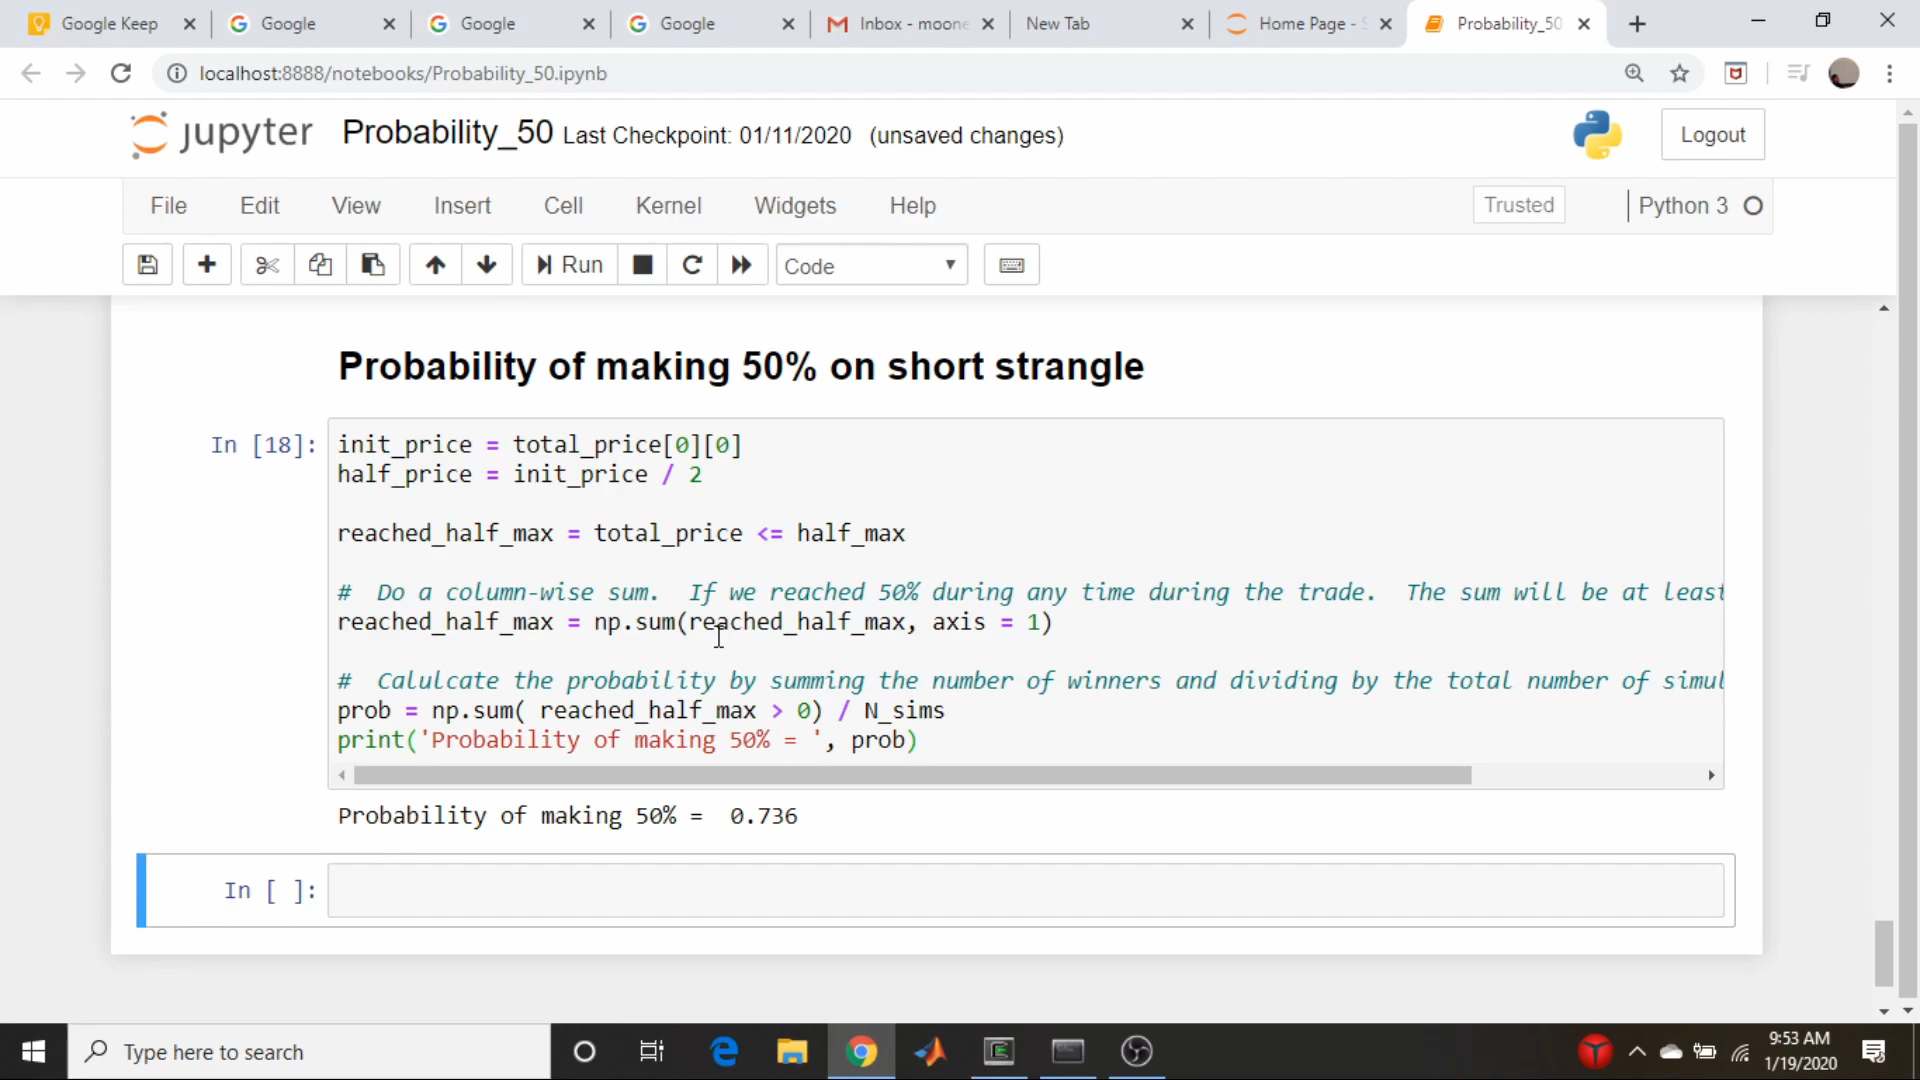 Google Keep
Google
Google
Google
Inbox - moone
New Tab
Home Page - S
Probability_50
localhost:8888/notebooks/Probability_50.ipynb
jupyter Probability_50 Last Checkpoint: 01/11/2020 (unsaved changes)
Logout
File Edit View Insert Cell Kernel Widgets Help
Trusted
Python 3
Run
Code
Probability of making 50% on short strangle
In [18]:
init_price = total_price[0][0]
half_price = init_price / 2
reached_half_max = total_price <= half_max
# Do a column-wise sum. If we reached 50% during any time during the trade. The sum will be at least
reached_half_max = np.sum(reached_half_max, axis = 1)
# Calulcate the probability by summing the number of winners and dividing by the total number of simul
prob = np.sum( reached_half_max > 0) / N_sims
print('Probability of making 50% = ', prob)
Probability of making 50% = 0.736
In [ ]:
Type here to search
9:53 AM
1/19/2020